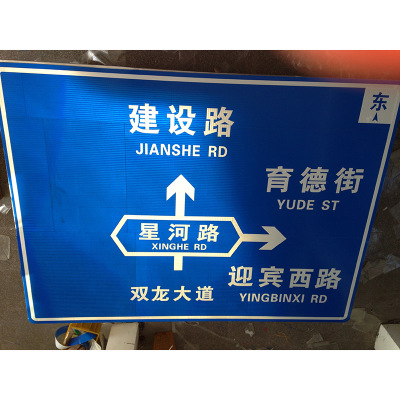 东
建设路
JIANSHE RD
育德街
YUDE ST
星河路
XINGHE RD
迎宾西路
YINGBINXI RD
双龙大道